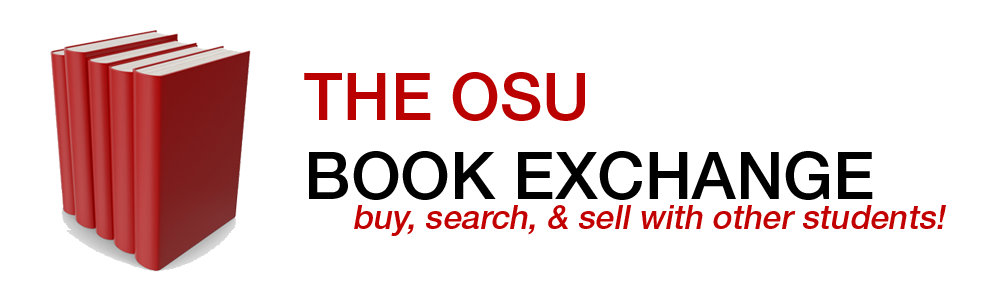 THE OSU
BOOK EXCHANGE
buy, search, & sell with other students!